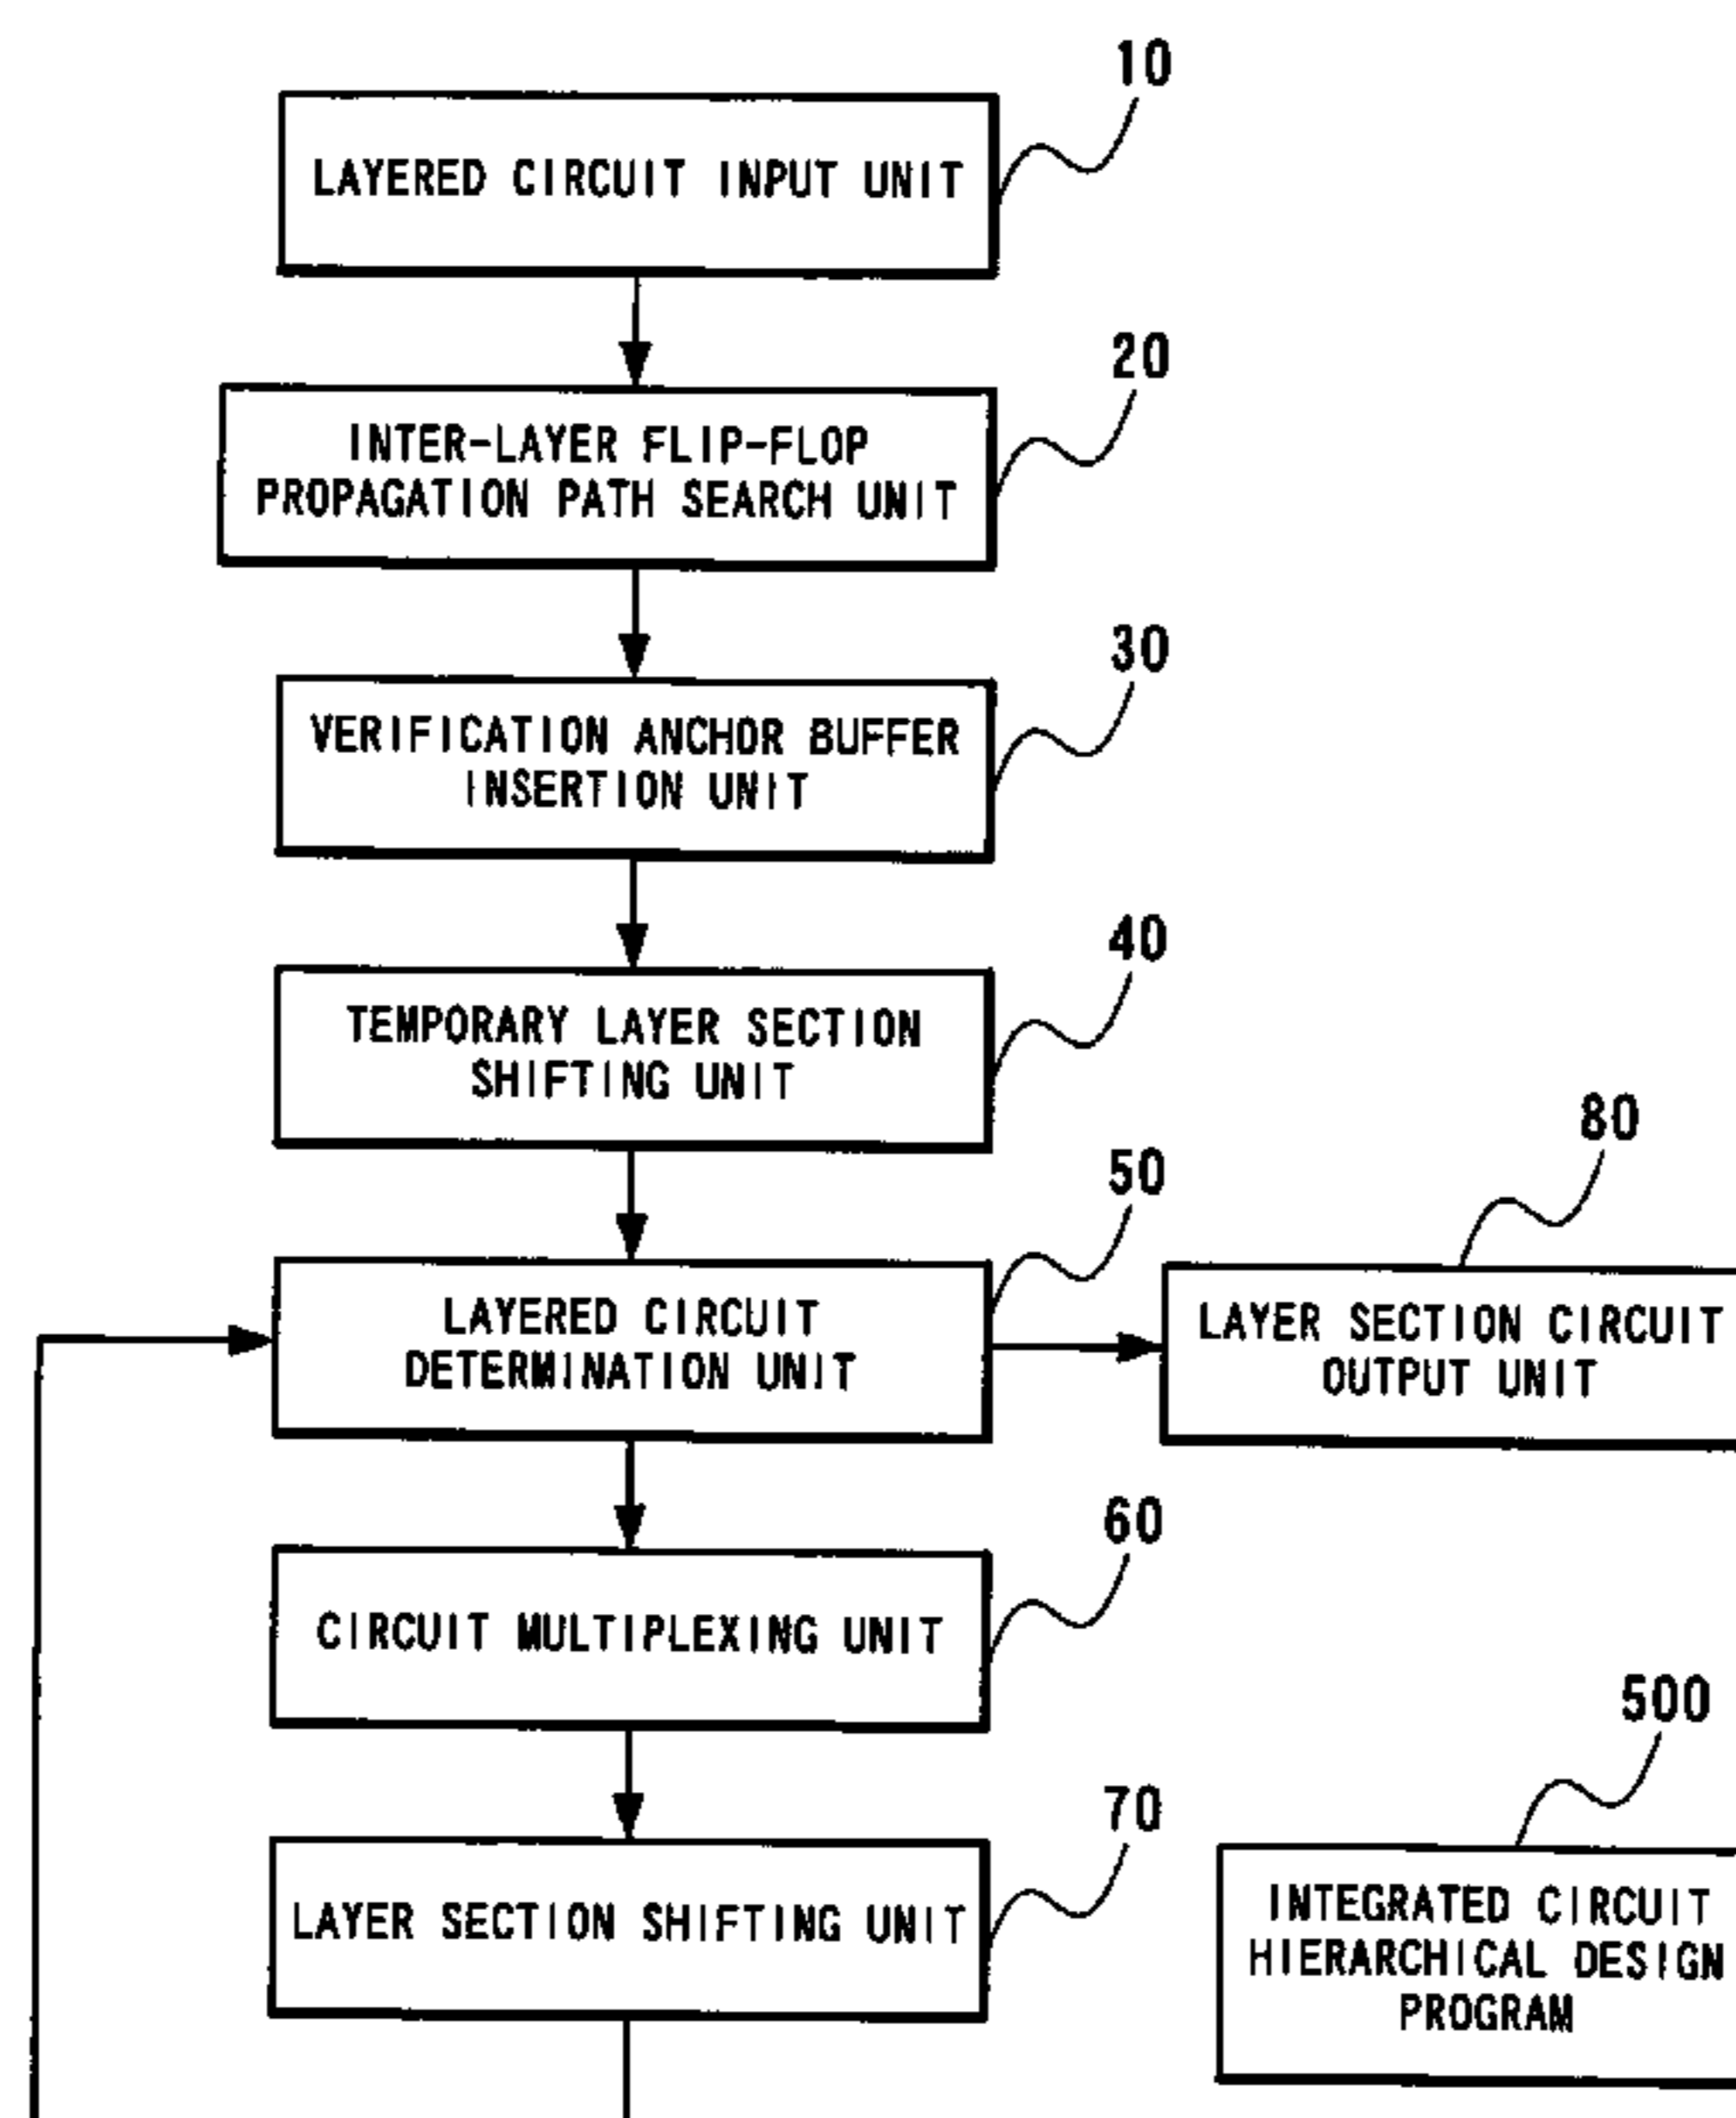 10
LAYERED CIRCUIT INPUT UNIT
20
INTER-LAYER FLIP-FLOP
PROPAGATION PATH SEARCH UNIT
30
VERIFICATION ANCHOR BUFFER
INSERTION UNIT
40
TEMPORARY LAYER SECTION
SHIFTING UNIT
50
LAYERED CIRCUIT
DETERMINATION UNIT
80
LAYER SECTION CIRCUIT
OUTPUT UNIT
60
CIRCUIT MULTIPLEXING UNIT
70
LAYER SECTION SHIFTING UNIT
500
INTEGRATED CIRCUIT
HIERARCHICAL DESIGN
PROGRAM